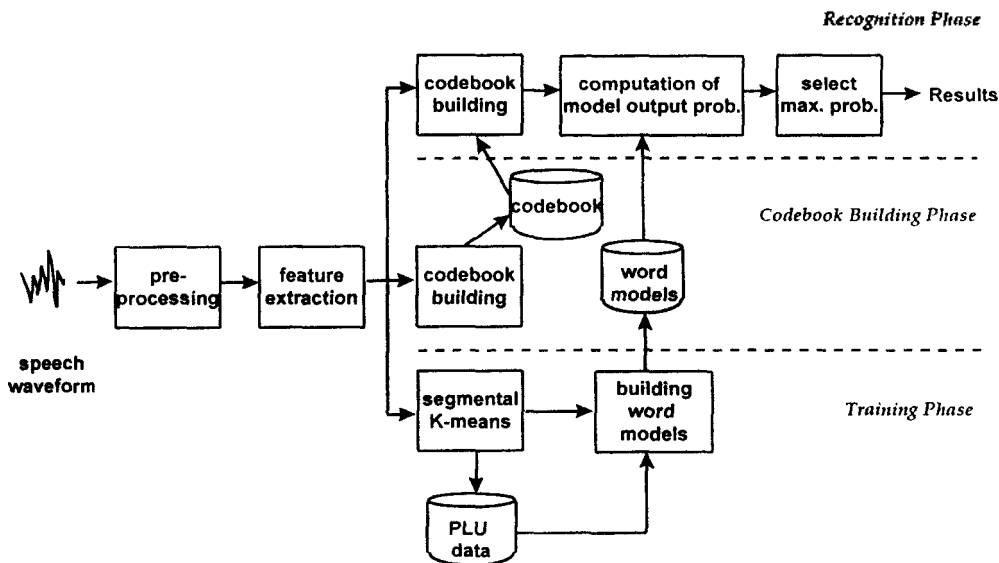 Recognition Phase
codebook
building
computation of
model output prob.
select
max. prob.
Results
codebook
Codebook Building Phase
pre-
processing
feature
extraction
codebook
building
word
models
speech
waveform
segmental
K-means
building
word
models
Training Phase
PLU
data